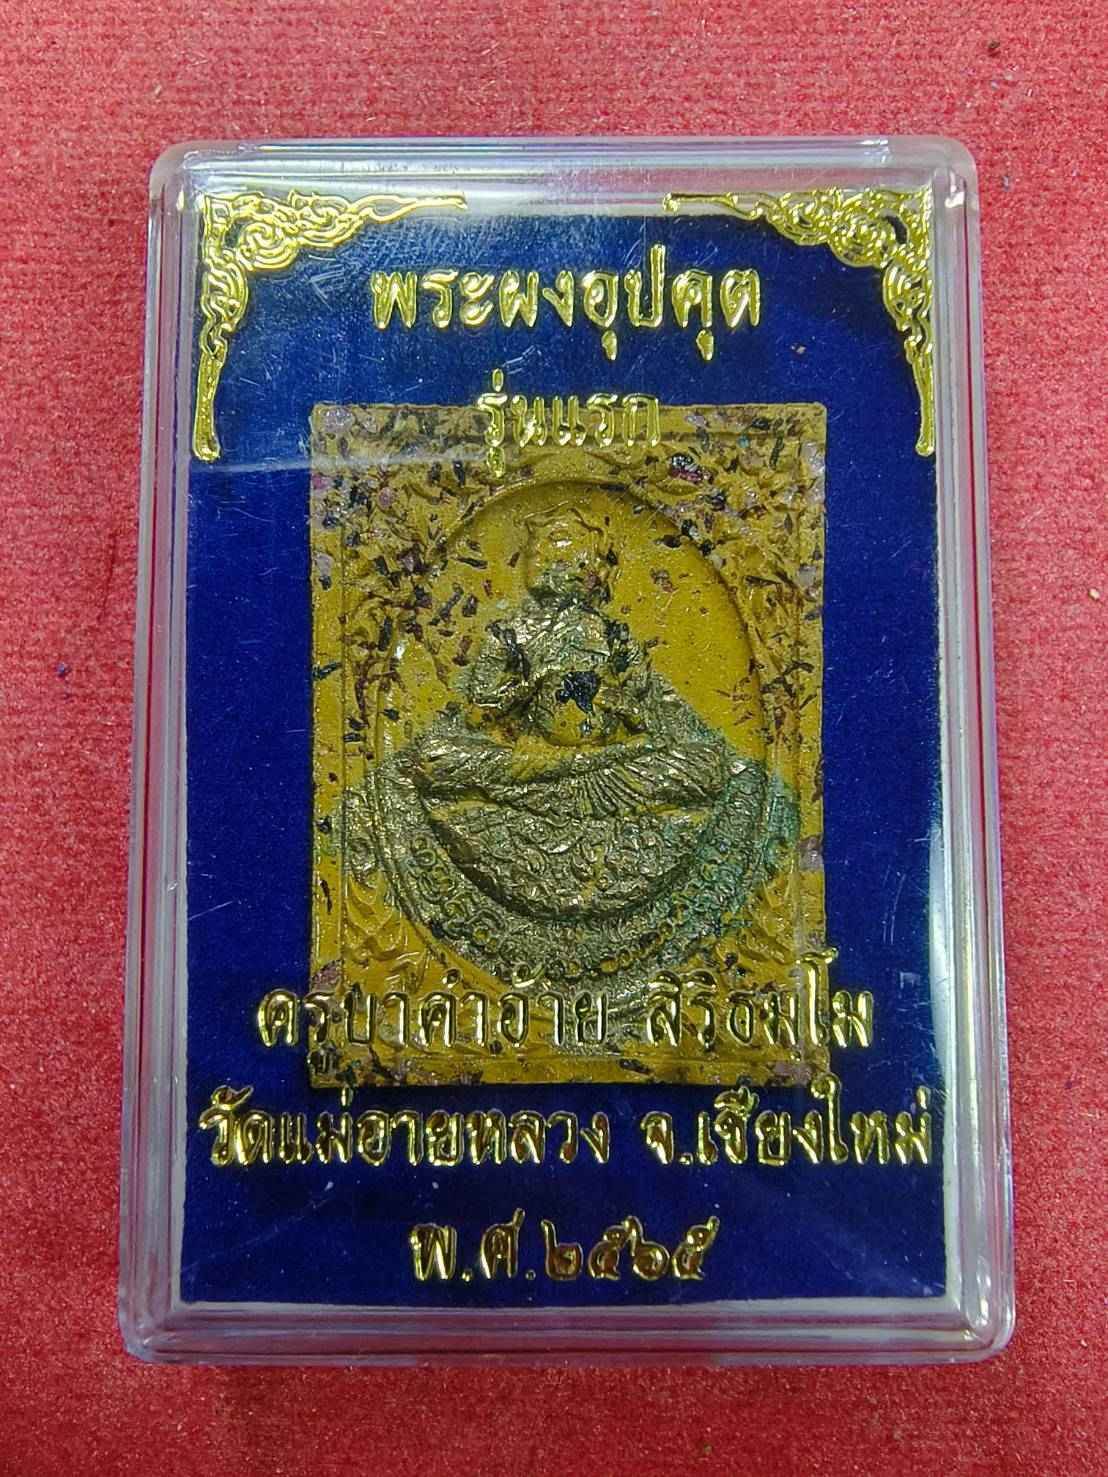 พระผงอุปคุต
รุ่นแรก
ครูบาคำอ้าย สิริธมฺโม
วัดแม่อายหลวง จ.เชียงใหม่
พ.ศ.๒๕๖๕